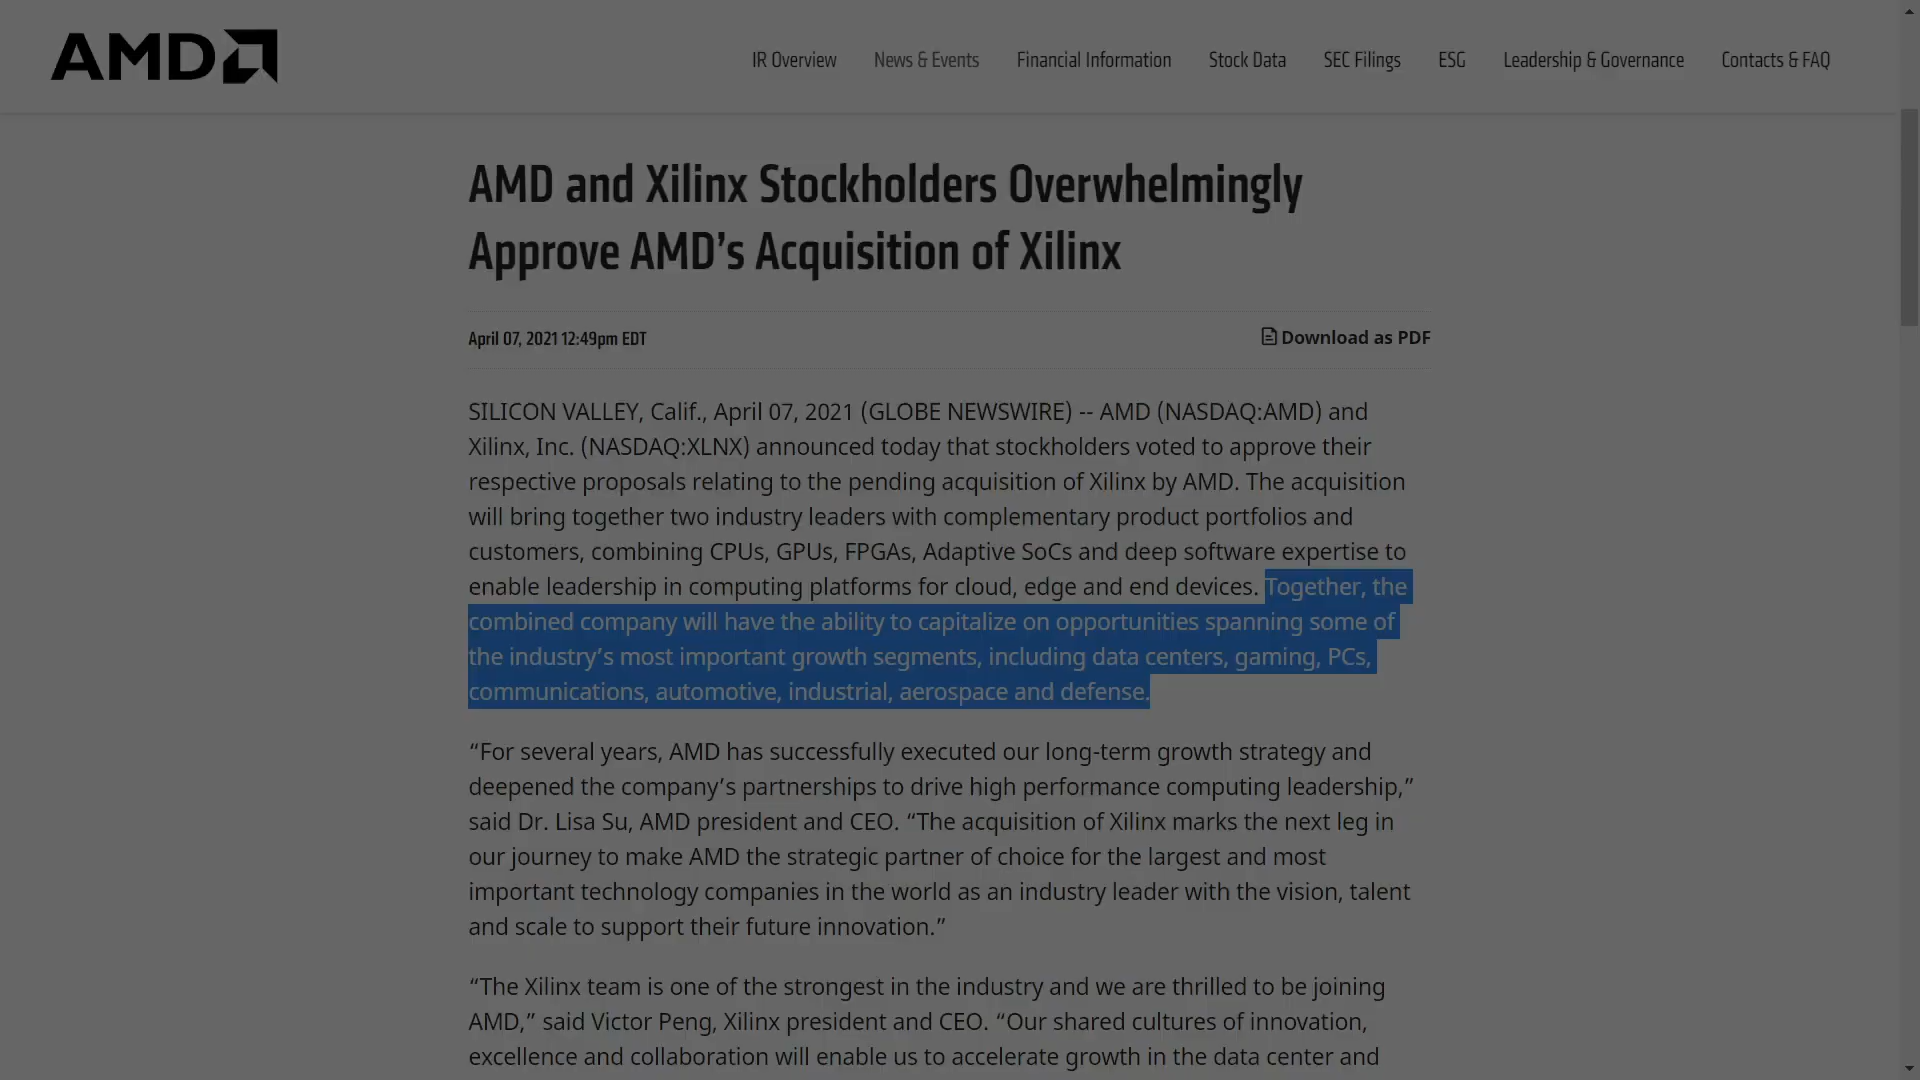 AMD
IR Overview
News & Events
Financial Information
Stock Data
SEC Filings
ESG
Leadership & Governance
Contacts & FAQ
AMD and Xilinx Stockholders Overwhelmingly
Approve AMD’s Acquisition of Xilinx
April 07, 2021 12:49pm EDT
Download as PDF
SILICON VALLEY, Calif., April 07, 2021 (GLOBE NEWSWIRE) -- AMD (NASDAQ:AMD) and
Xilinx, Inc. (NASDAQ:XLNX) announced today that stockholders voted to approve their
respective proposals relating to the pending acquisition of Xilinx by AMD. The acquisition
will bring together two industry leaders with complementary product portfolios and
customers, combining CPUs, GPUs, FPGAs, Adaptive SoCs and deep software expertise to
enable leadership in computing platforms for cloud, edge and end devices. Together, the
combined company will have the ability to capitalize on opportunities spanning some of
the industry’s most important growth segments, including data centers, gaming, PCs,
communications, automotive, industrial, aerospace and defense.
“For several years, AMD has successfully executed our long-term growth strategy and
deepened the company’s partnerships to drive high performance computing leadership,”
said Dr. Lisa Su, AMD president and CEO. “The acquisition of Xilinx marks the next leg in
our journey to make AMD the strategic partner of choice for the largest and most
important technology companies in the world as an industry leader with the vision, talent
and scale to support their future innovation.”
“The Xilinx team is one of the strongest in the industry and we are thrilled to be joining
AMD,” said Victor Peng, Xilinx president and CEO. “Our shared cultures of innovation,
excellence and collaboration will enable us to accelerate growth in the data center and